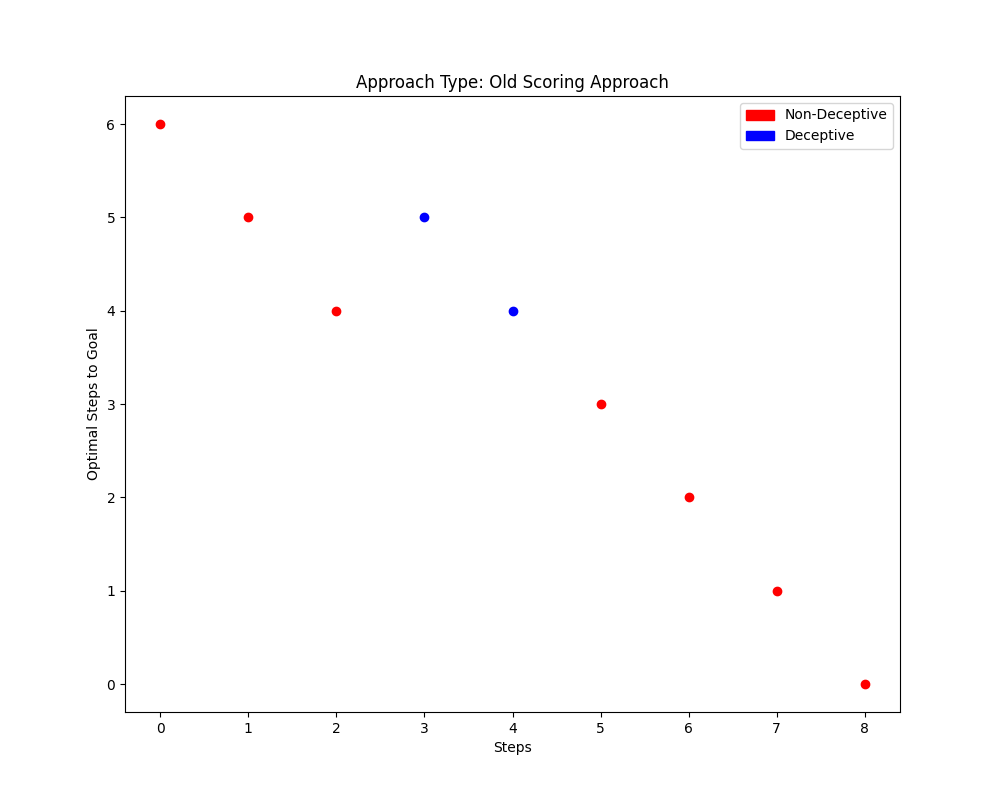 Approach Type: Old Scoring Approach
Non-Deceptive
Deceptive
Optimal Steps to Goal
6
5
4
3
2
1
0
0 1 2 3 4 5 6 7 8
Steps